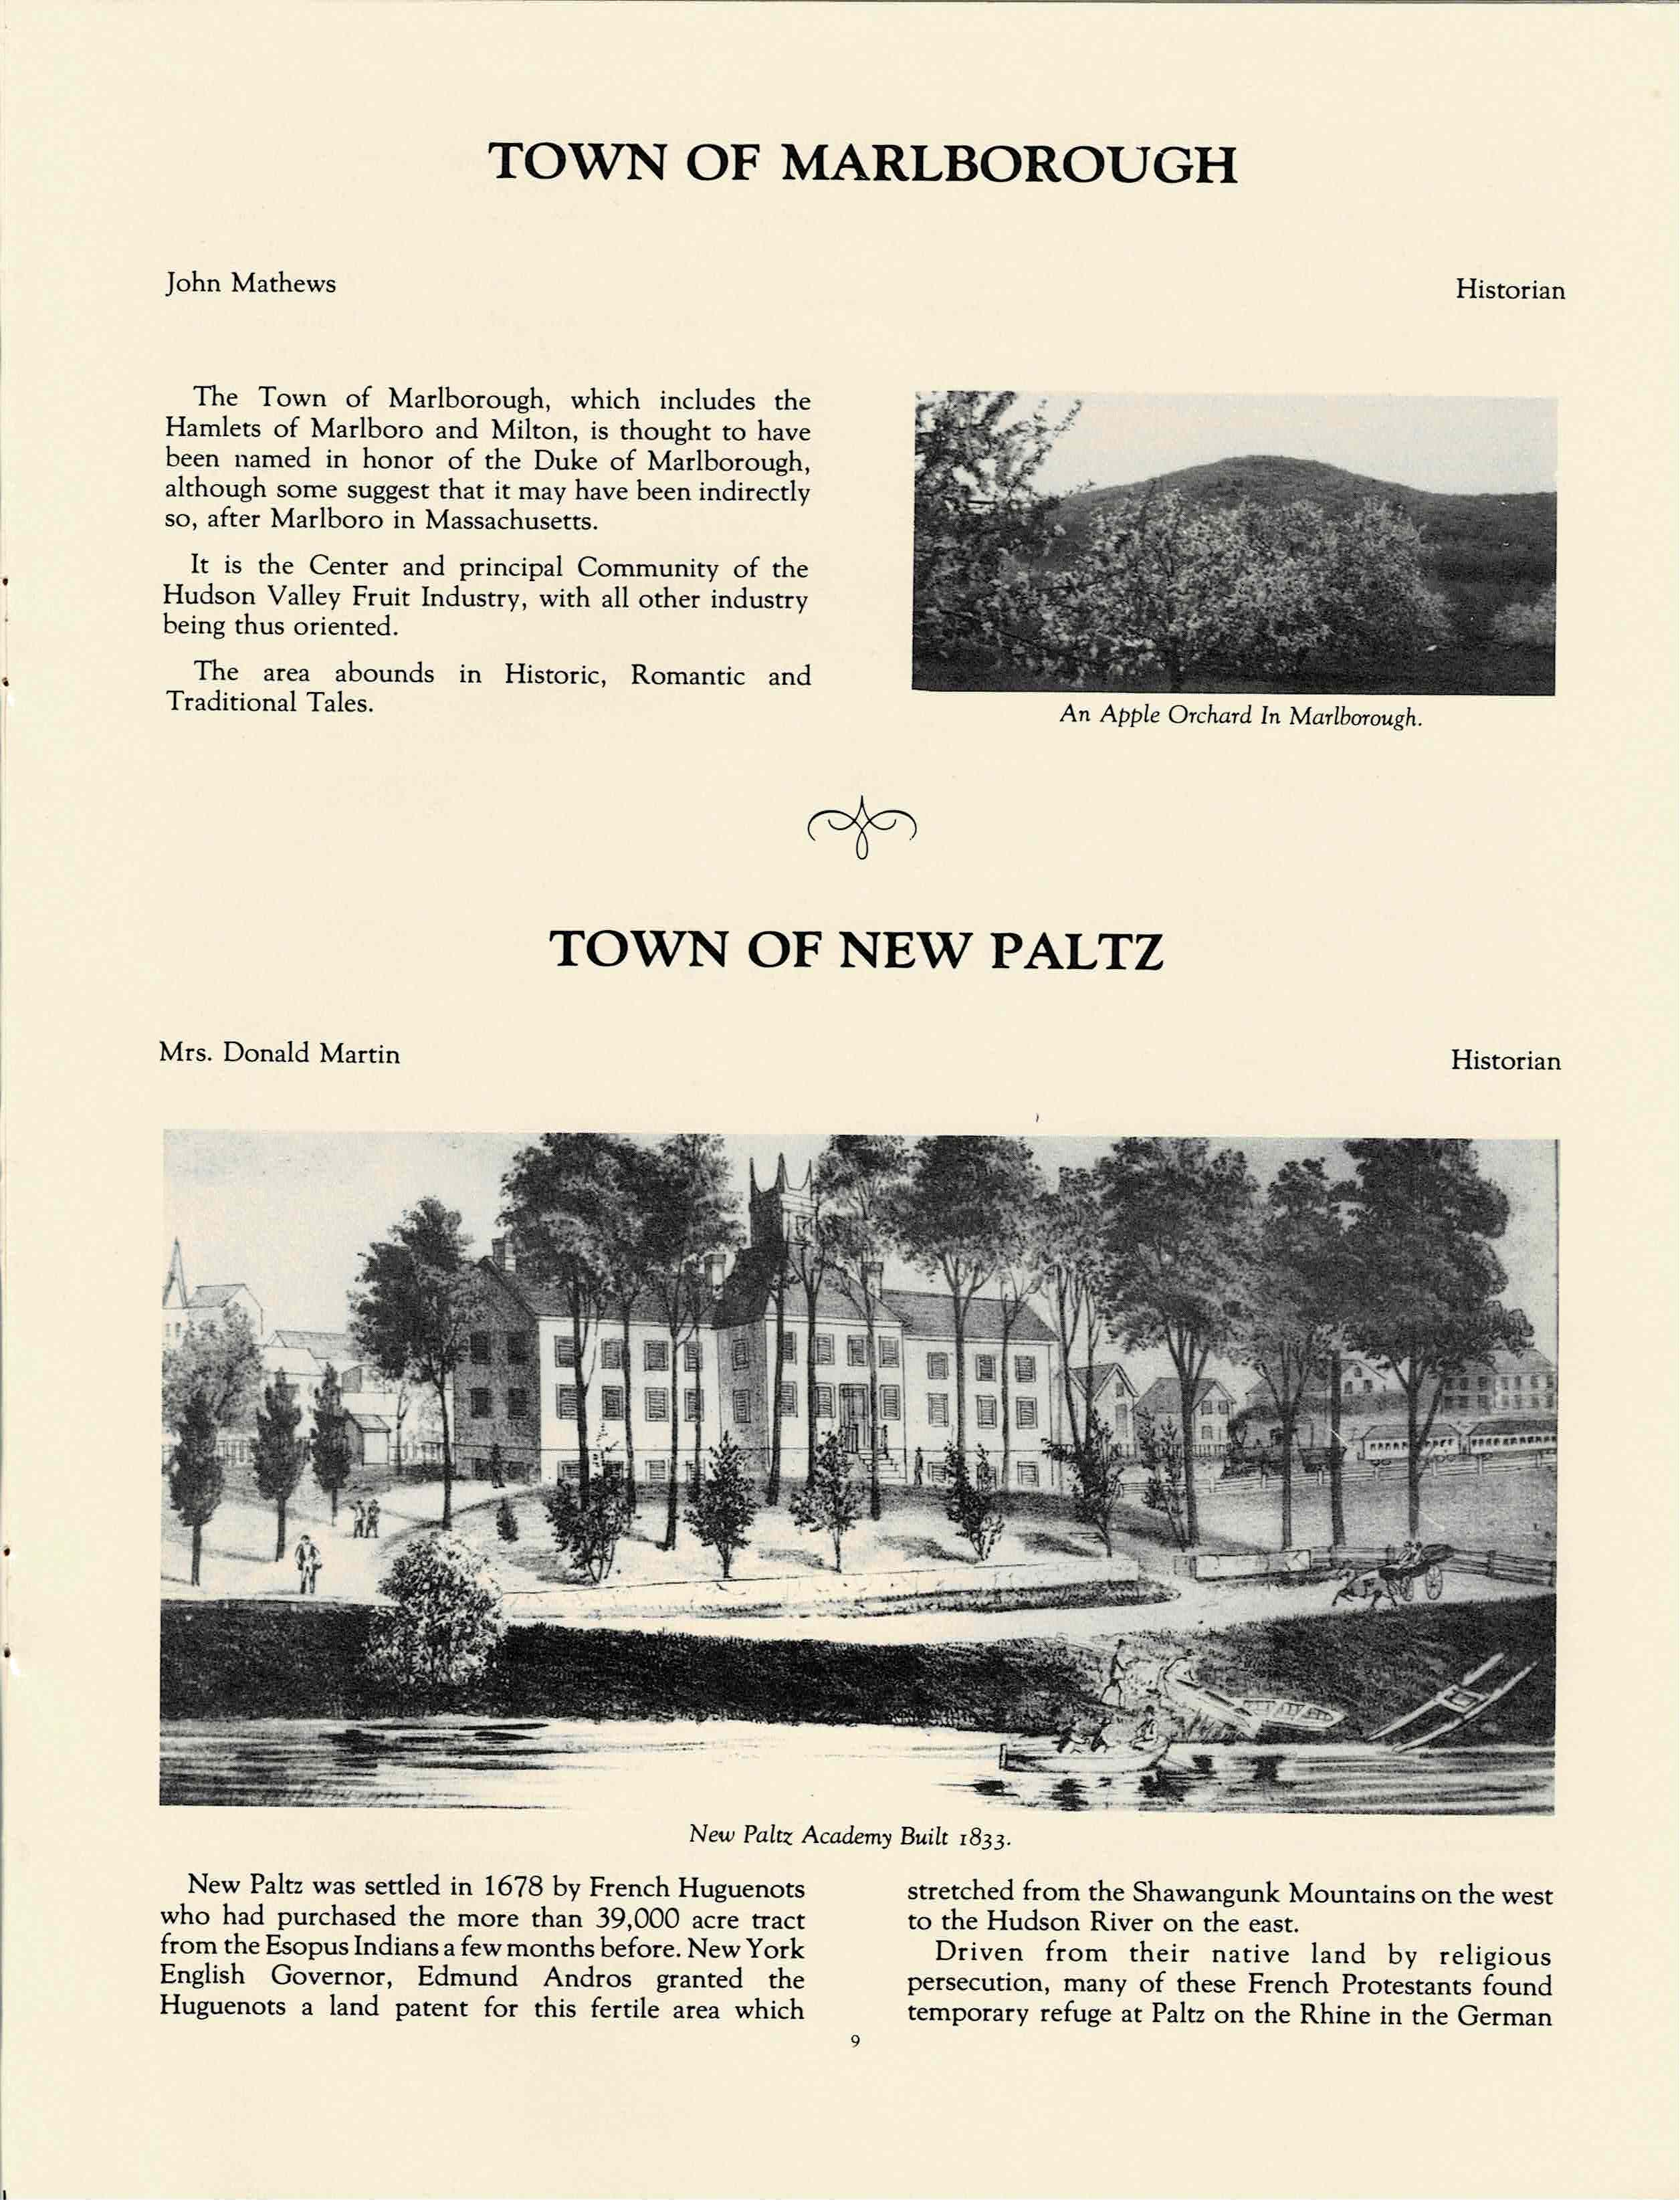 TOWN OF MARLBOROUGH
John Mathews
Historian
The Town of Marlborough, which includes the
Hamlets of Marlboro and Milton, is thought to have
been named in honor of the Duke of Marlborough,
although some suggest that it may have been indirectly
so, after Marlboro in Massachusetts.
It is the Center and principal Community of the
Hudson Valley Fruit Industry, with all other industry
being thus oriented.
The area abounds in Historic, Romantic and
Traditional Tales.
An Apple Orchard In Marlborough.
TOWN OF NEW PALTZ
Mrs. Donald Martin
Historian
New Paltz Academy Built 1833.
New Paltz was settled in 1678 by French Huguenots
who had purchased the more than 39,000 acre tract
from the Esopus Indians a few months before. New York
English Governor, Edmund Andros granted the
Huguenots a land patent for this fertile area which
stretched from the Shawangunk Mountains on the west
to the Hudson River on the east.
Driven from their native land by religious
persecution, many of these French Protestants found
temporary refuge at Paltz on the Rhine in the German
9